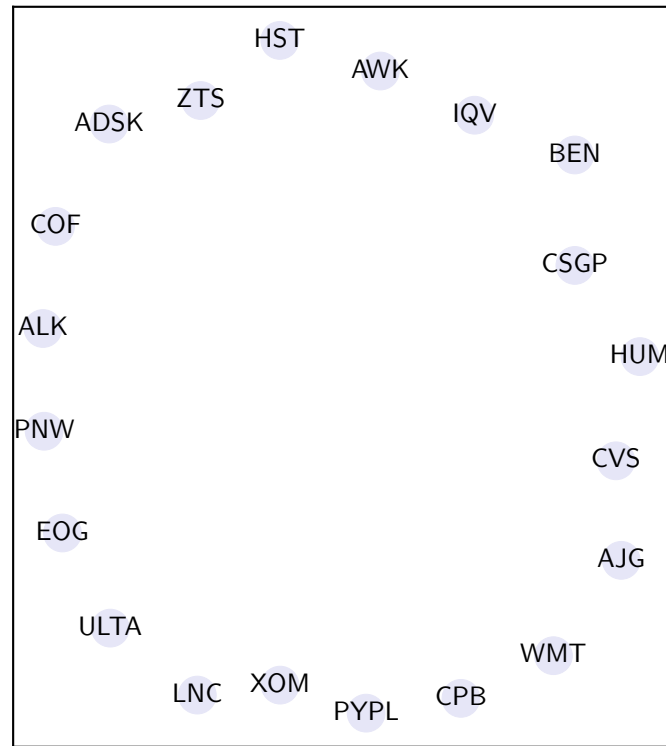 HST
AWK
ZTS
IQV
ADSK
BEN
COF
CSGP
ALK
HUM
PNW
CVS
EOG
AJG
ULTA
WMT
XOM
LNC
CPB
PYPL